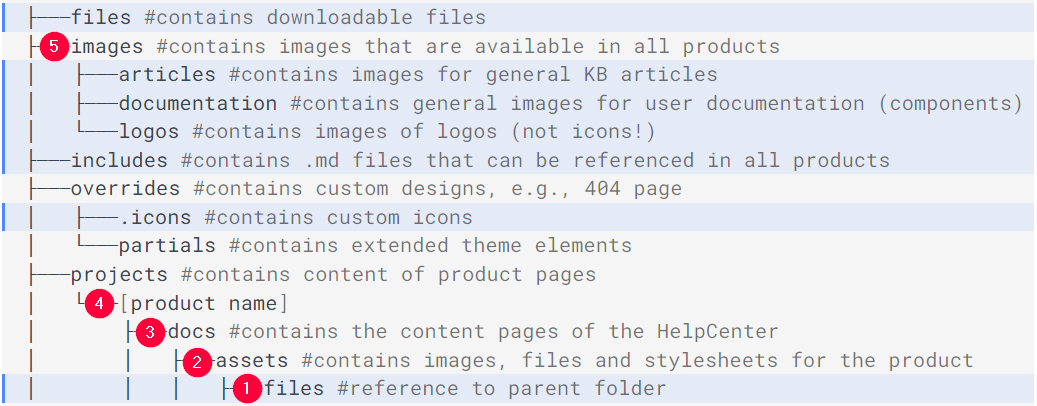 ├───files #contains downloadable files
├─5─images #contains images that are available in all products
│   ├───articles #contains images for general KB articles
│   ├───documentation #contains general images for user documentation (components)
│   └───logos #contains images of logos (not icons!)
├───includes #contains .md files that can be referenced in all products
├───overrides #contains custom designs, e.g., 404 page
│   ├───.icons #contains custom icons
│   └───partials #contains extended theme elements
├───projects #contains content of product pages
│   └─4─[product name]
│       ├─3─docs #contains the content pages of the HelpCenter
│       │   ├─2─assets #contains images, files and stylesheets for the product
│       │   │   ├─1─files #reference to parent folder